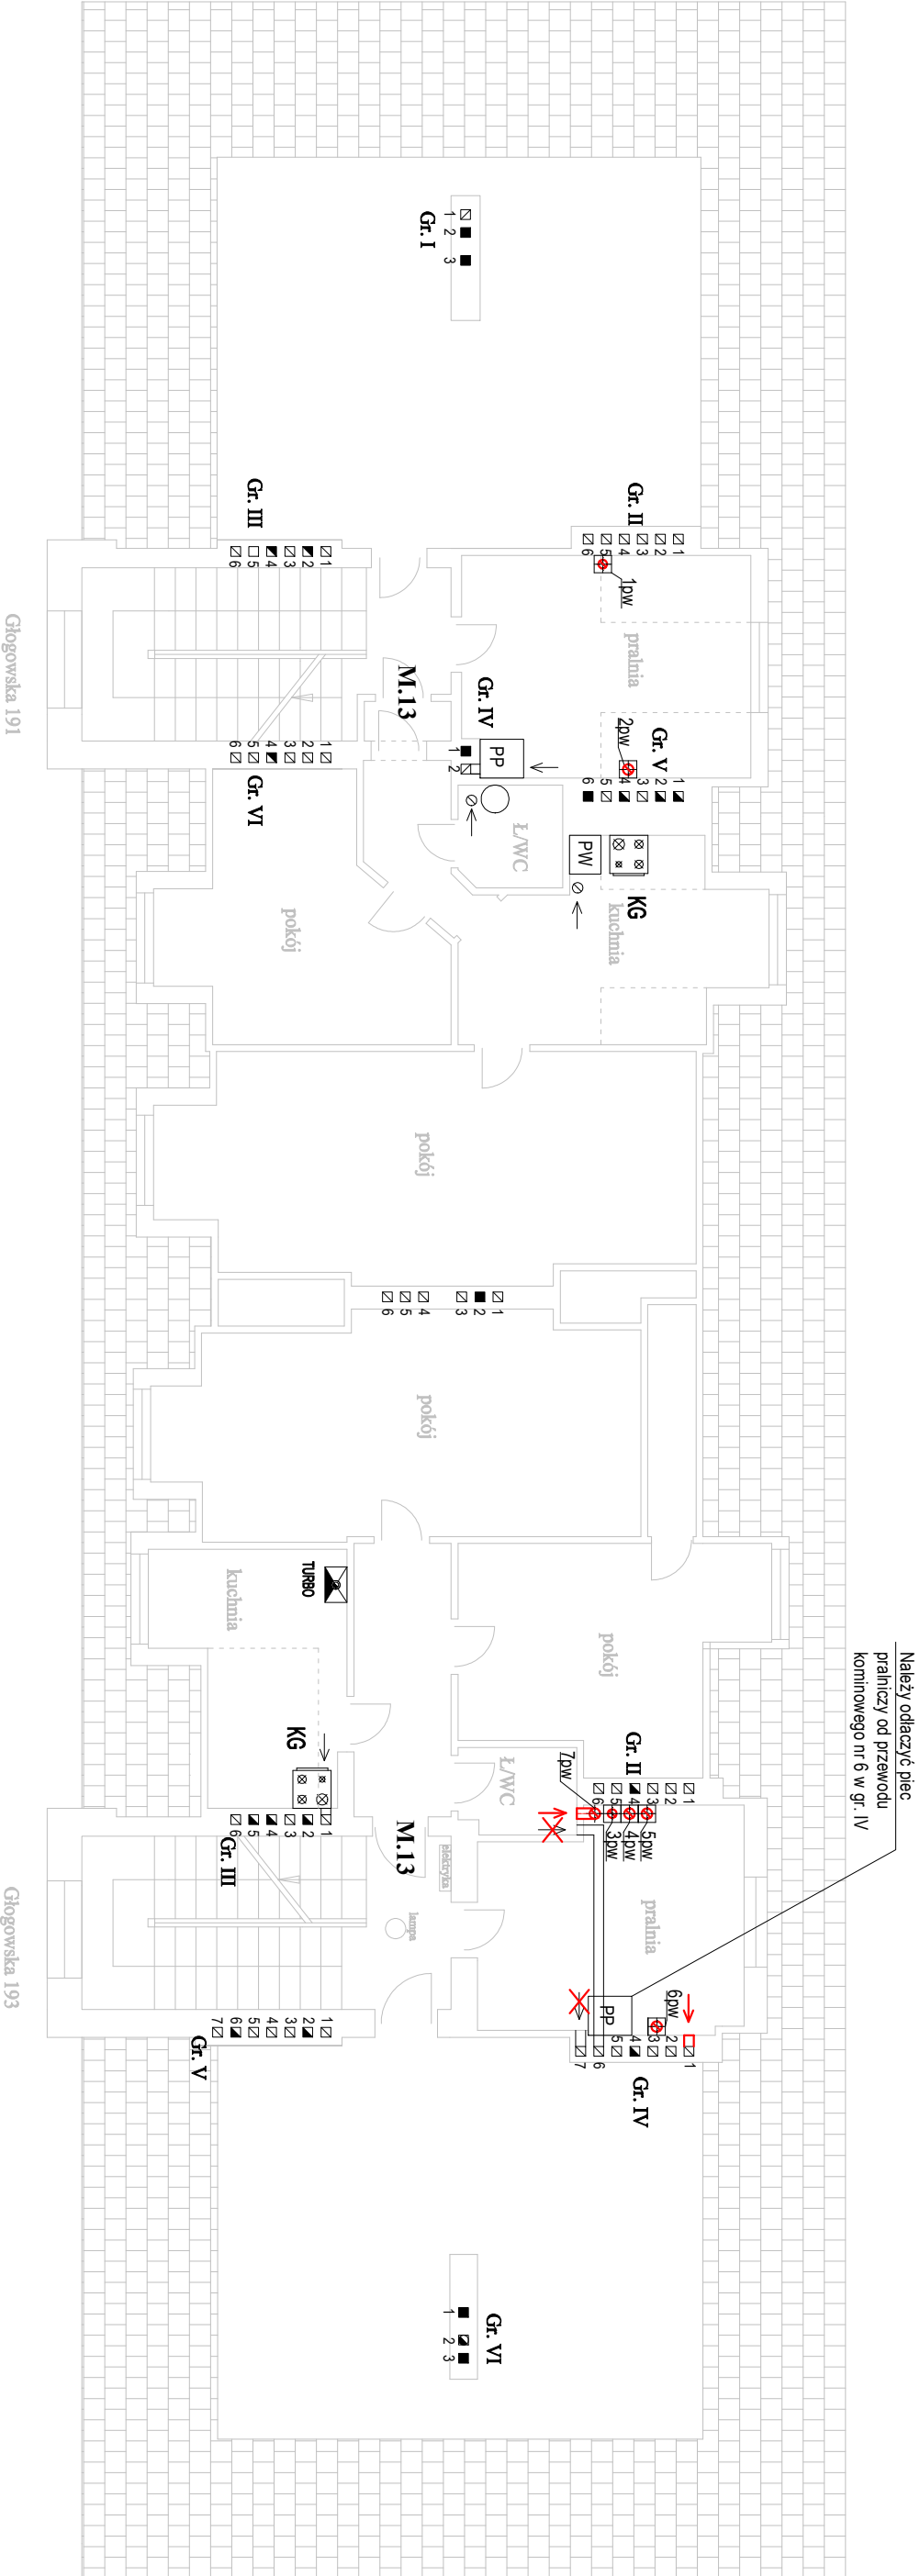 Należy odłaczyć piec
praлniczy od przewodu
kominowego nr 6 w gr. IV
Gr. I
1
2
3
Gr. II
1
2
3
4
5
6
1pw
pralnia
Gr. III
1
2
3
4
5
6
Głogowska 191
M.13
Gr. IV
1
2
PP
2pw
Gr. V
1
2
3
4
5
6
Gr. VI
1
2
3
4
5
6
Ł/WC
PW
KG
kuchnia
pokój
pokój
1
2
3
4
5
6
pokój
kuchnia
TURBO
pokój
KG
Ł/WC
7pw
Gr. II
1
2
3
4
5
6
3pw
4pw
5pw
Gr. III
1
2
3
4
5
6
M.13
elektryka
lampa
pralnia
Głogowska 193
PP
6pw
Gr. IV
1
2
3
4
5
6
7
Gr. V
1
2
3
4
5
6
7
Gr. VI
1
2
3